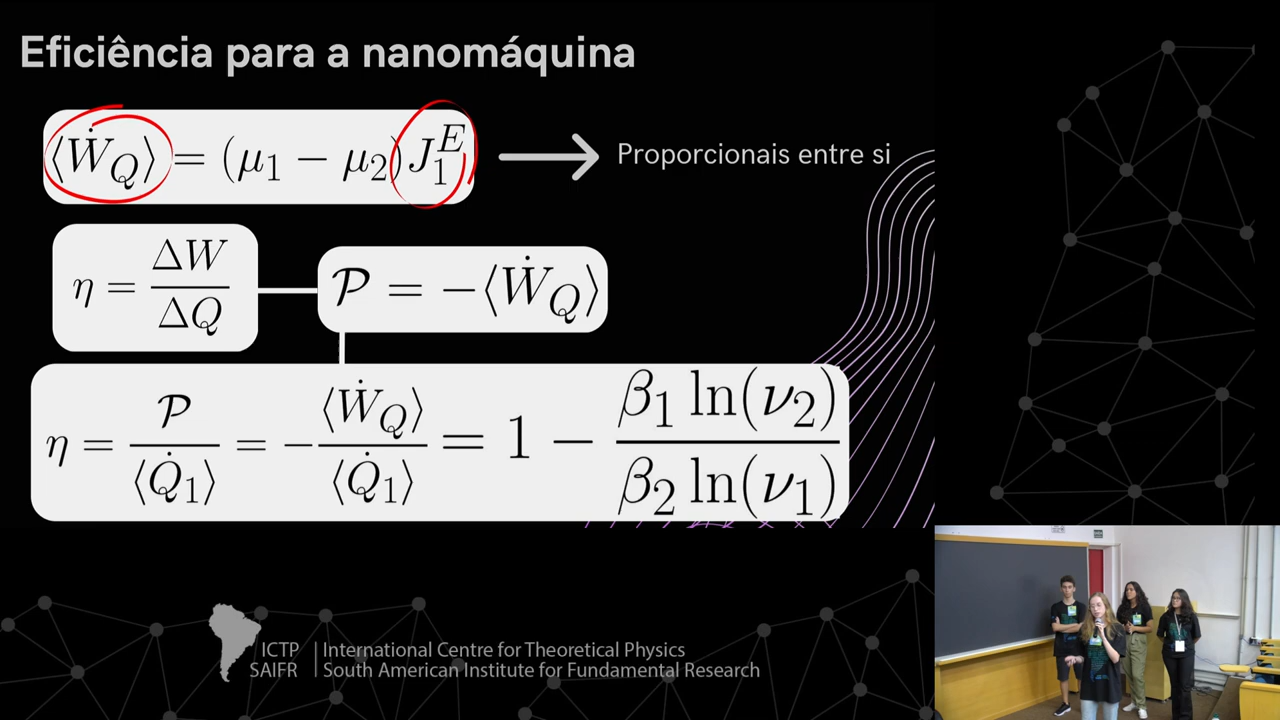 Eficiência para a nanomáquina
⟨Ẇ_Q⟩ = (μ₁ − μ₂) J₁ᴱ
Proporcionais entre si
η = ΔW / ΔQ
𝒫 = −⟨Ẇ_Q⟩
η = 𝒫 / ⟨Q̇₁⟩ = − ⟨Ẇ_Q⟩ / ⟨Q̇₁⟩ = 1 − β₁ ln(ν₂) / β₂ ln(ν₁)
ICTP | International Centre for Theoretical Physics
SAIFR | South American Institute for Fundamental Research